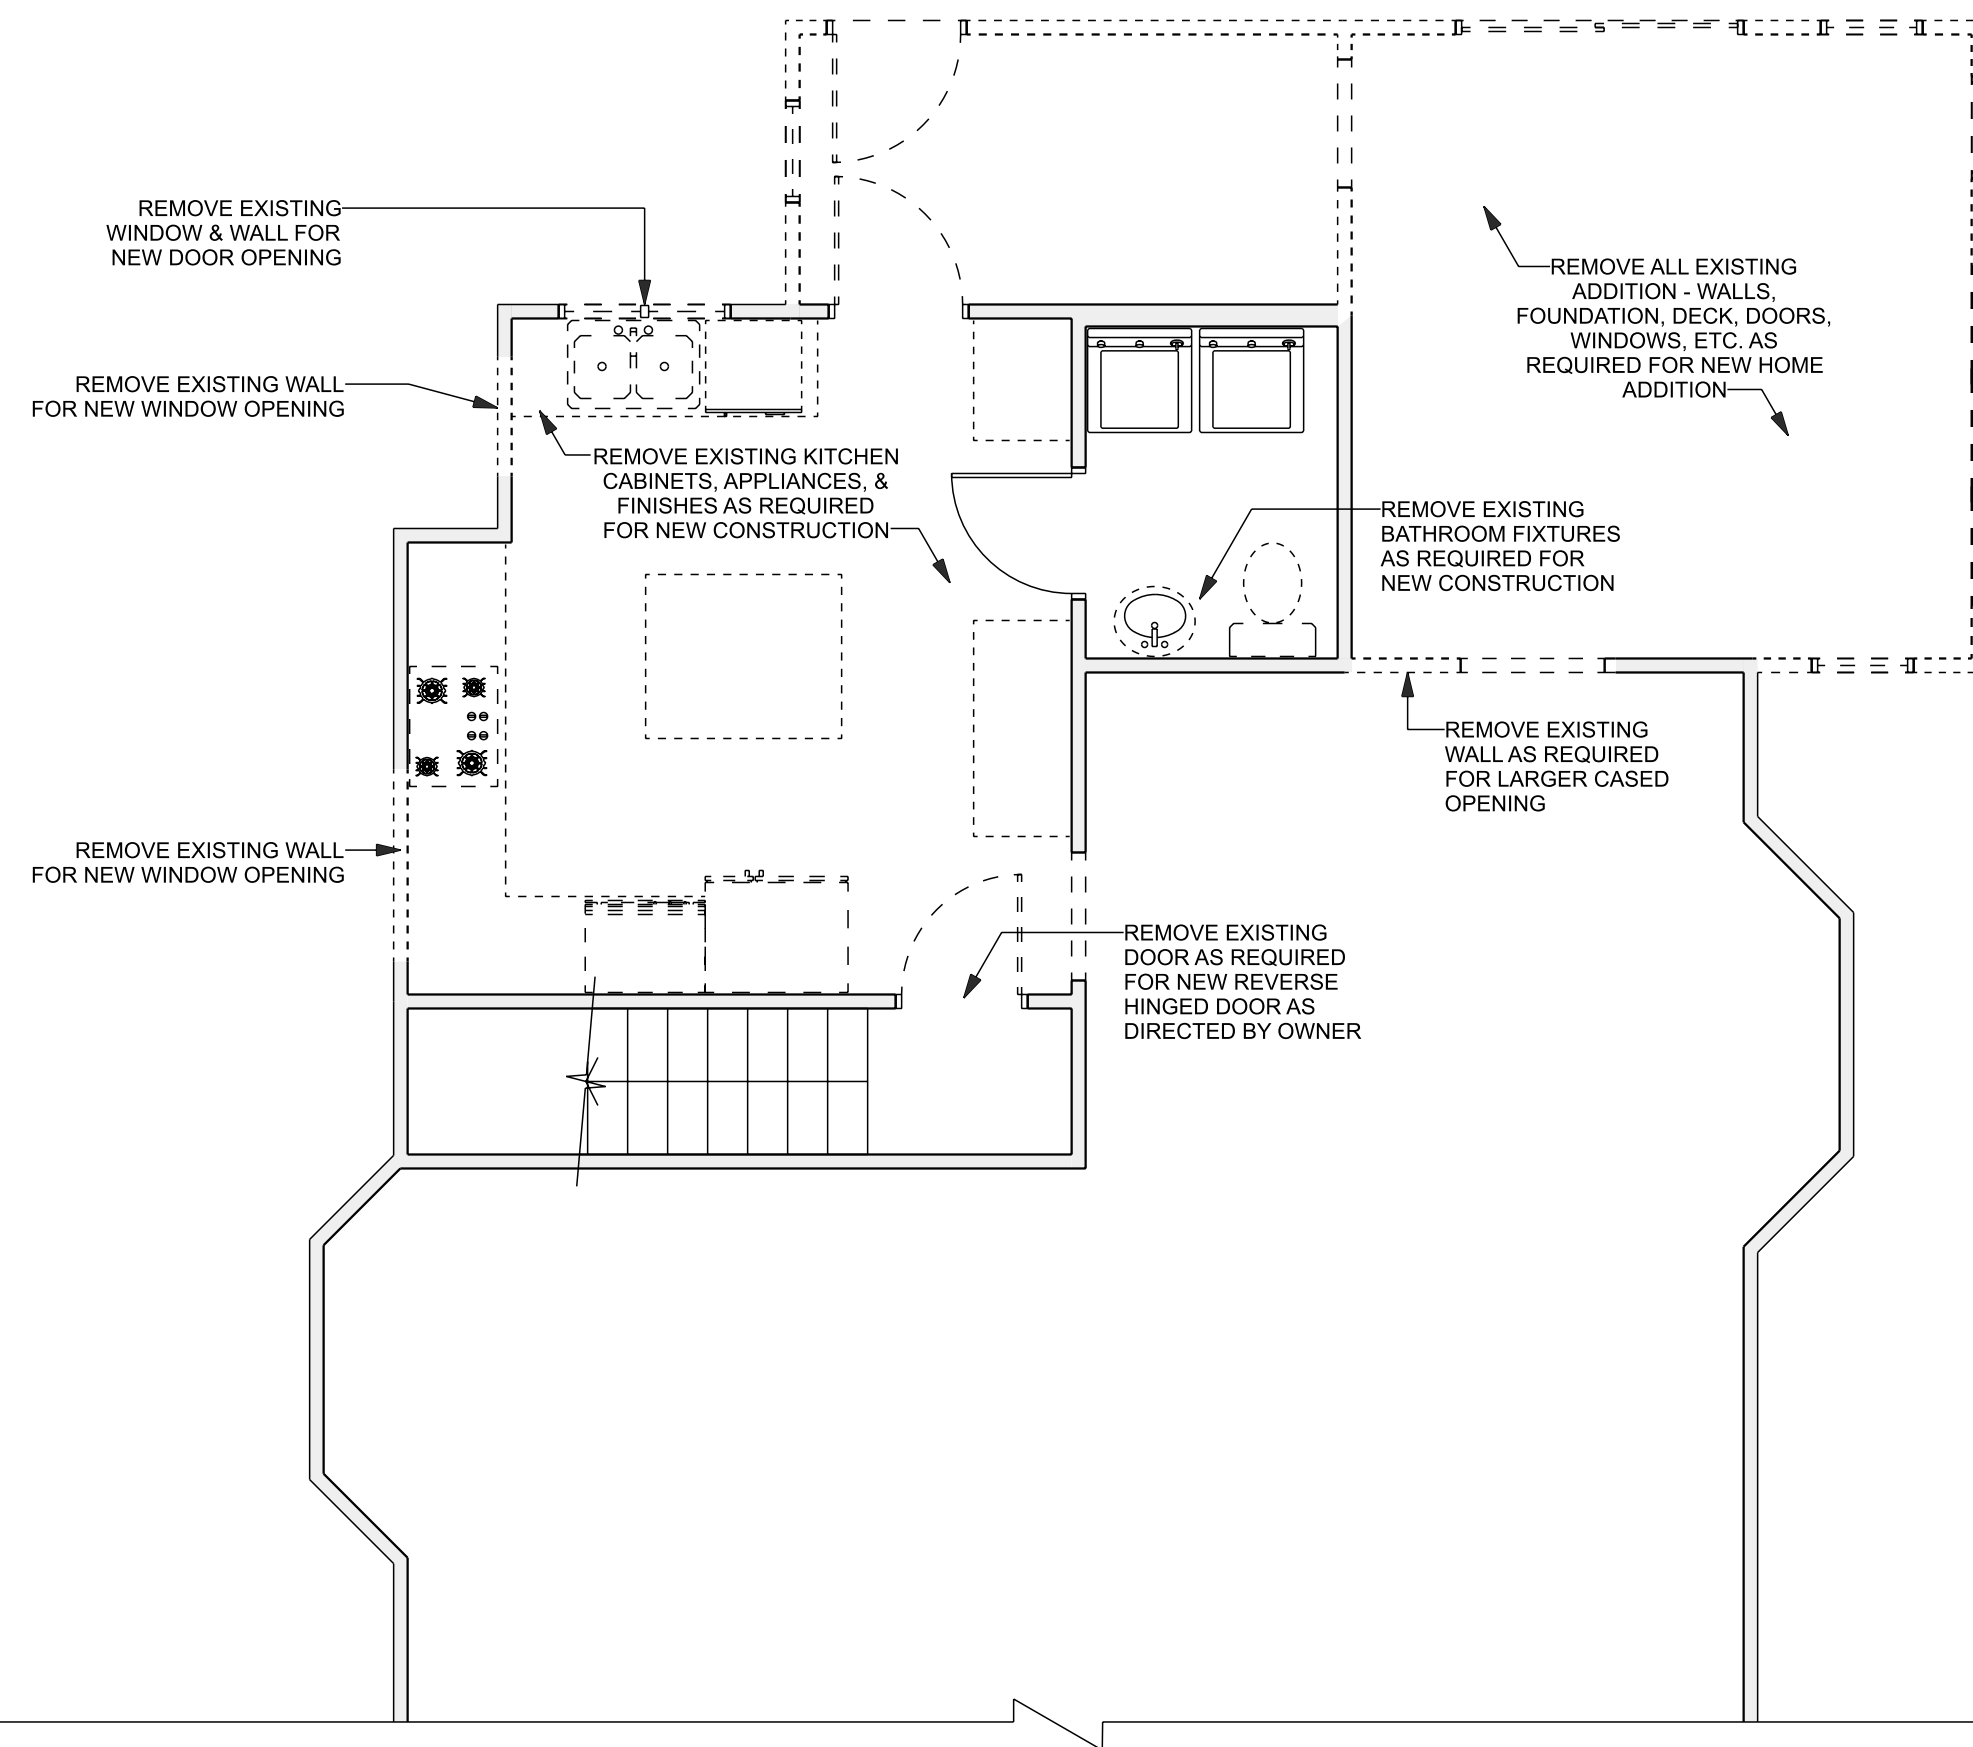 REMOVE EXISTING
WINDOW & WALL FOR
NEW DOOR OPENING
REMOVE ALL EXISTING
ADDITION - WALLS,
FOUNDATION, DECK, DOORS,
WINDOWS, ETC. AS
REQUIRED FOR NEW HOME
ADDITION
REMOVE EXISTING WALL
FOR NEW WINDOW OPENING
REMOVE EXISTING KITCHEN
CABINETS, APPLIANCES, &
FINISHES AS REQUIRED
FOR NEW CONSTRUCTION
REMOVE EXISTING
BATHROOM FIXTURES
AS REQUIRED FOR
NEW CONSTRUCTION
REMOVE EXISTING
WALL AS REQUIRED
FOR LARGER CASED
OPENING
REMOVE EXISTING WALL
FOR NEW WINDOW OPENING
REMOVE EXISTING
DOOR AS REQUIRED
FOR NEW REVERSE
HINGED DOOR AS
DIRECTED BY OWNER